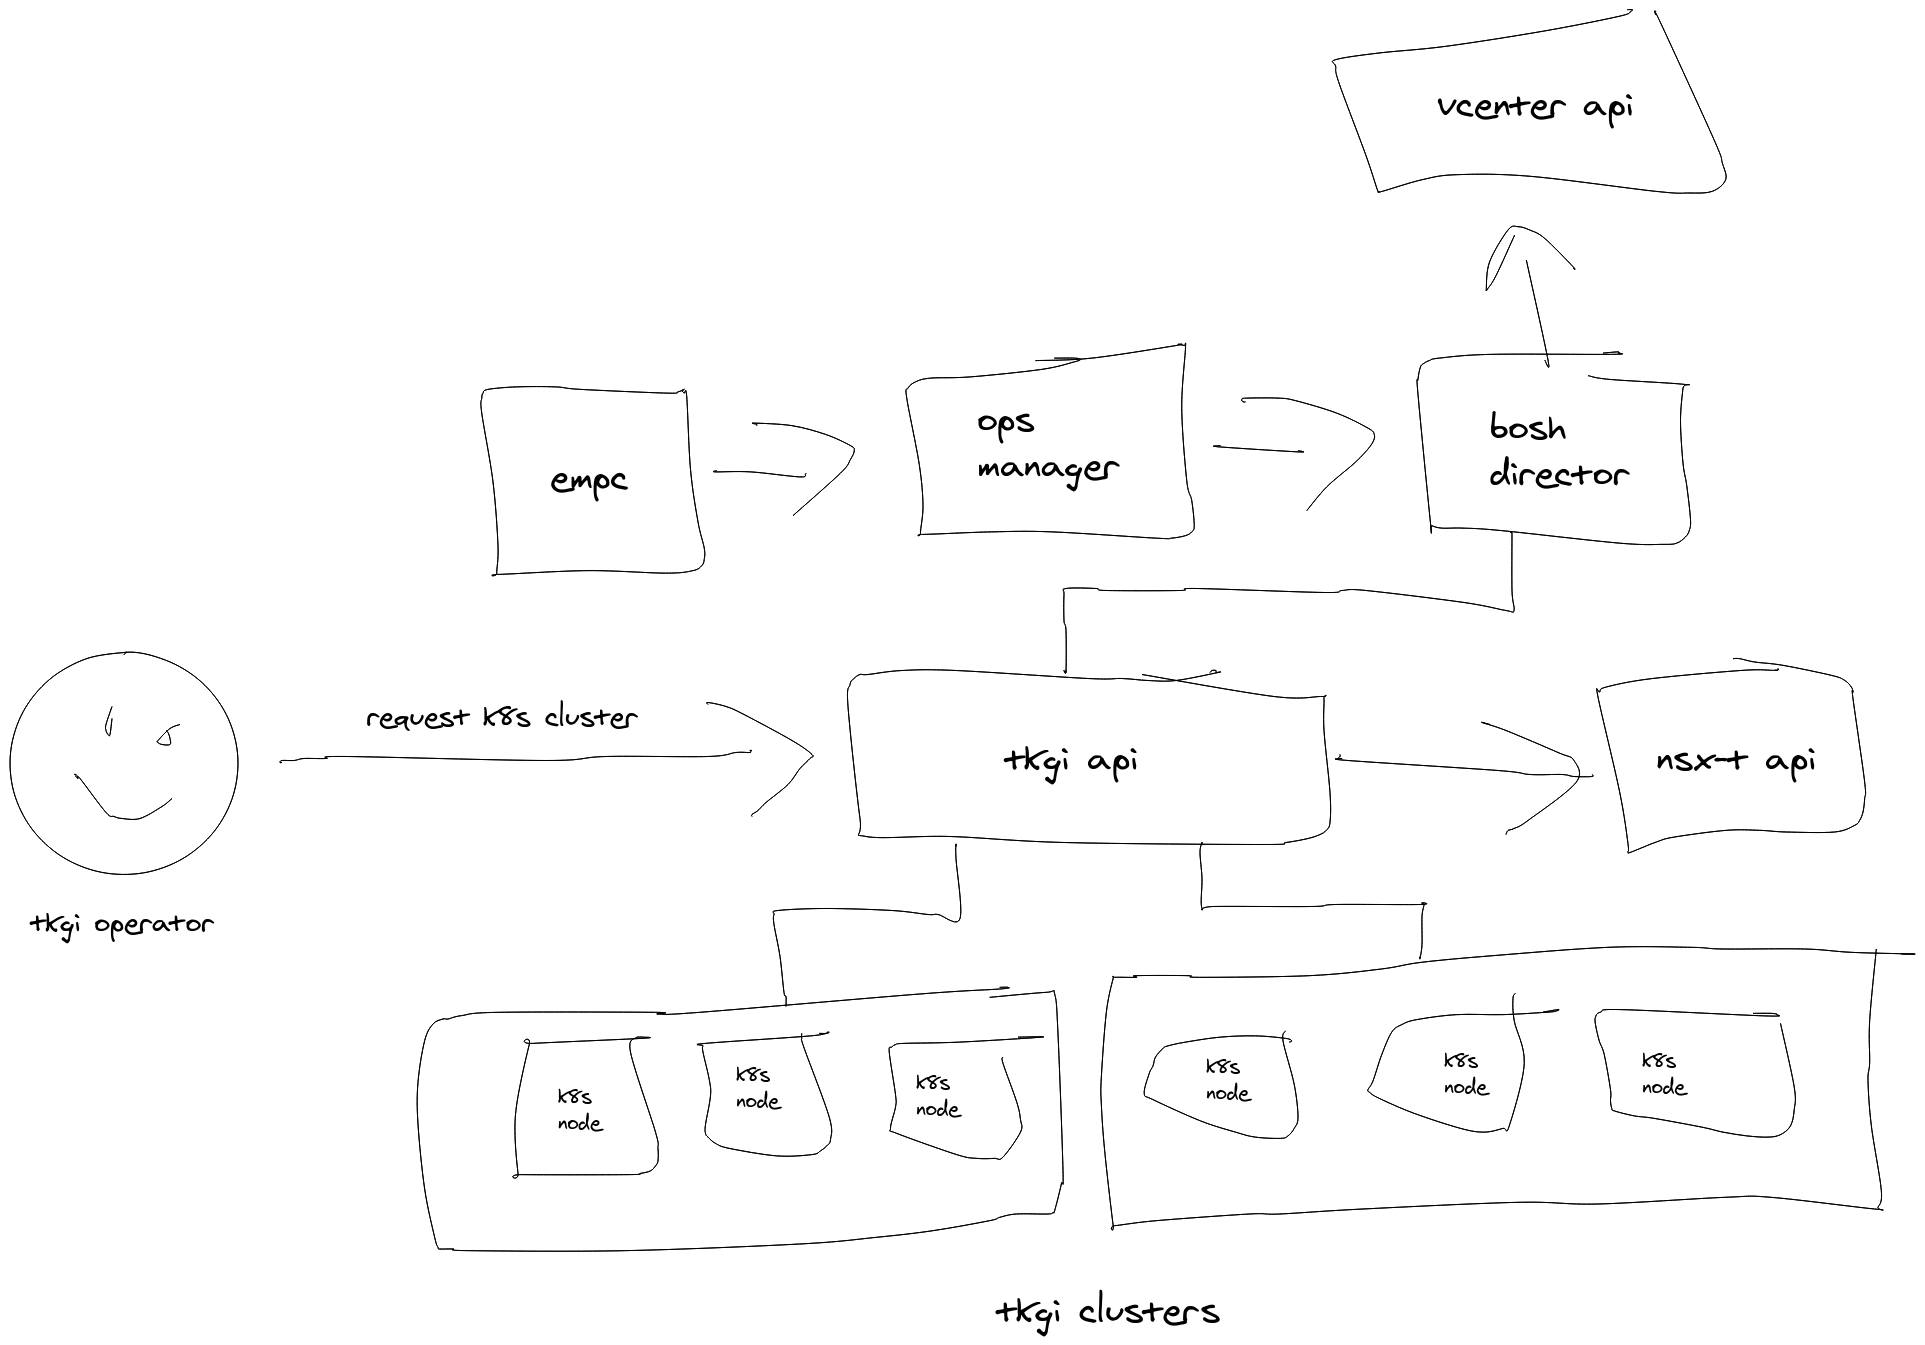 vcenter api
ops
manager
bosh
director
empc
request k8s cluster
tkgi api
nsx-t api
tkgi operator
k8s
node
k8s
node
k8s
node
k8s
node
k8s
node
k8s
node
tkgi clusters